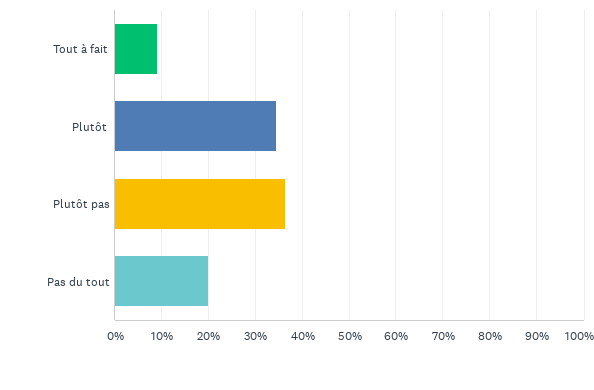 Tout à fait
Plutôt
Plutôt pas
Pas du tout
0% 10% 20% 30% 40% 50% 60% 70% 80% 90% 100%